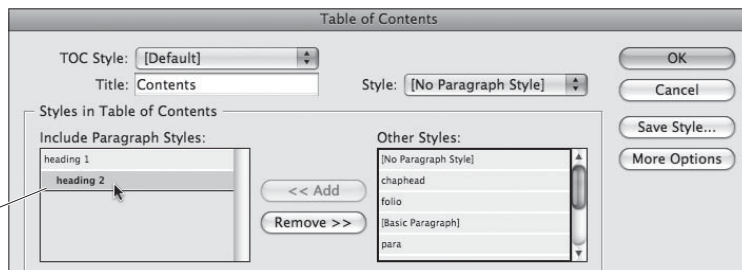 Table of Contents
TOC Style: [Default]
OK
Title: Contents
Style: [No Paragraph Style]
Cancel
Styles in Table of Contents
Save Style...
Include Paragraph Styles:
Other Styles:
More Options
heading 1
[No Paragraph Style]
heading 2
chaphead
<< Add
folio
Remove >>
[Basic Paragraph]
para